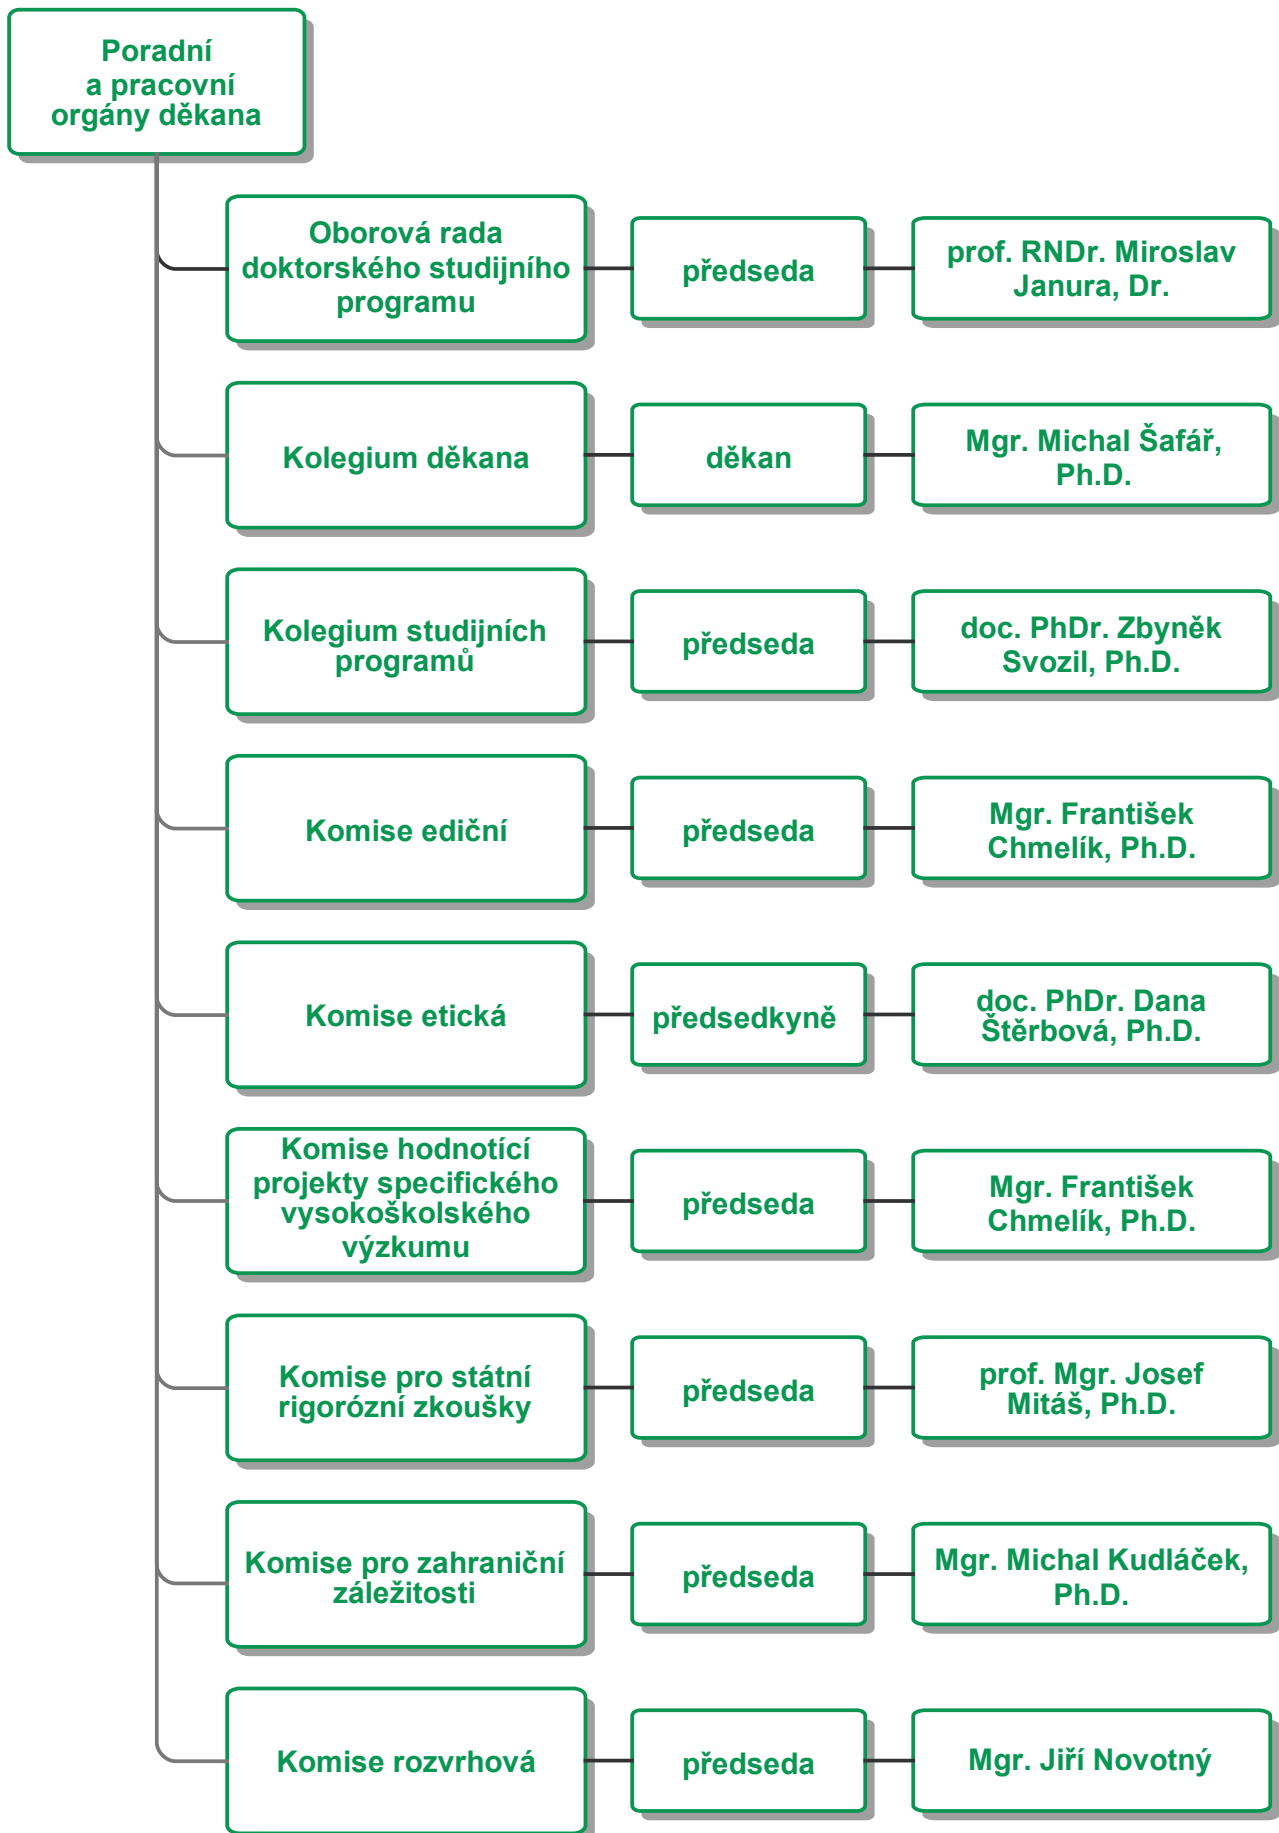 Poradní
a pracovní
orgány děkana
Oborová rada
doktorského studijního
programu
předseda
prof. RNDr. Miroslav
Janura, Dr.
Kolegium děkana
děkan
Mgr. Michal Šafář,
Ph.D.
Kolegium studijních
programů
předseda
doc. PhDr. Zbyněk
Svozil, Ph.D.
Komise ediční
předseda
Mgr. František
Chmelík, Ph.D.
Komise etická
předsedkyně
doc. PhDr. Dana
Štěrbová, Ph.D.
Komise hodnotící
projekty specifického
vysokoškolského
výzkumu
předseda
Mgr. František
Chmelík, Ph.D.
Komise pro státní
rigorózní zkoušky
předseda
prof. Mgr. Josef
Mitáš, Ph.D.
Komise pro zahraniční
záležitosti
předseda
Mgr. Michal Kudláček,
Ph.D.
Komise rozvrhová
předseda
Mgr. Jiří Novotný